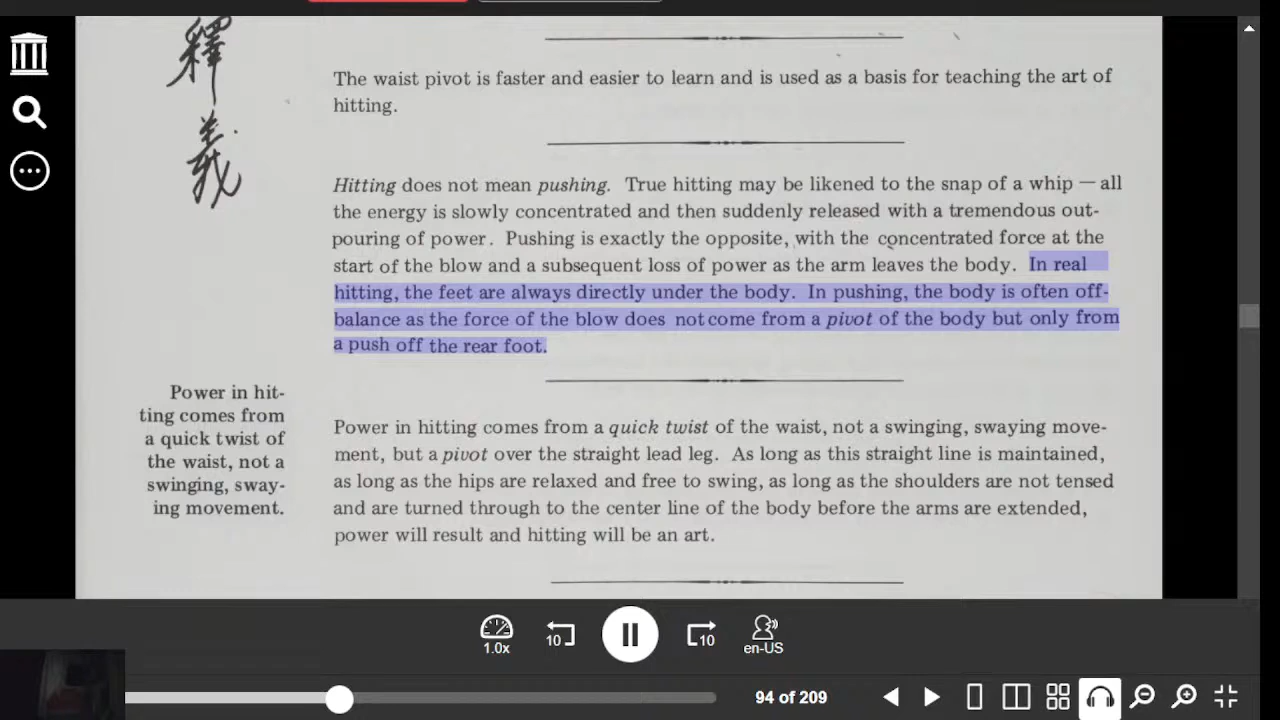 釋
義
The waist pivot is faster and easier to learn and is used as a basis for teaching the art of
hitting.
Hitting does not mean pushing. True hitting may be likened to the snap of a whip — all
the energy is slowly concentrated and then suddenly released with a tremendous out-
pouring of power. Pushing is exactly the opposite, with the concentrated force at the
start of the blow and a subsequent loss of power as the arm leaves the body. In real
hitting, the feet are always directly under the body. In pushing, the body is often off-
balance as the force of the blow does not come from a pivot of the body but only from
a push off the rear foot.
Power in hit-
ting comes from
a quick twist of
the waist, not a
swinging, sway-
ing movement.
Power in hitting comes from a quick twist of the waist, not a swinging, swaying move-
ment, but a pivot over the straight lead leg. As long as this straight line is maintained,
as long as the hips are relaxed and free to swing, as long as the shoulders are not tensed
and are turned through to the center line of the body before the arms are extended,
power will result and hitting will be an art.
10
10
1.0x
en-US
94 of 209